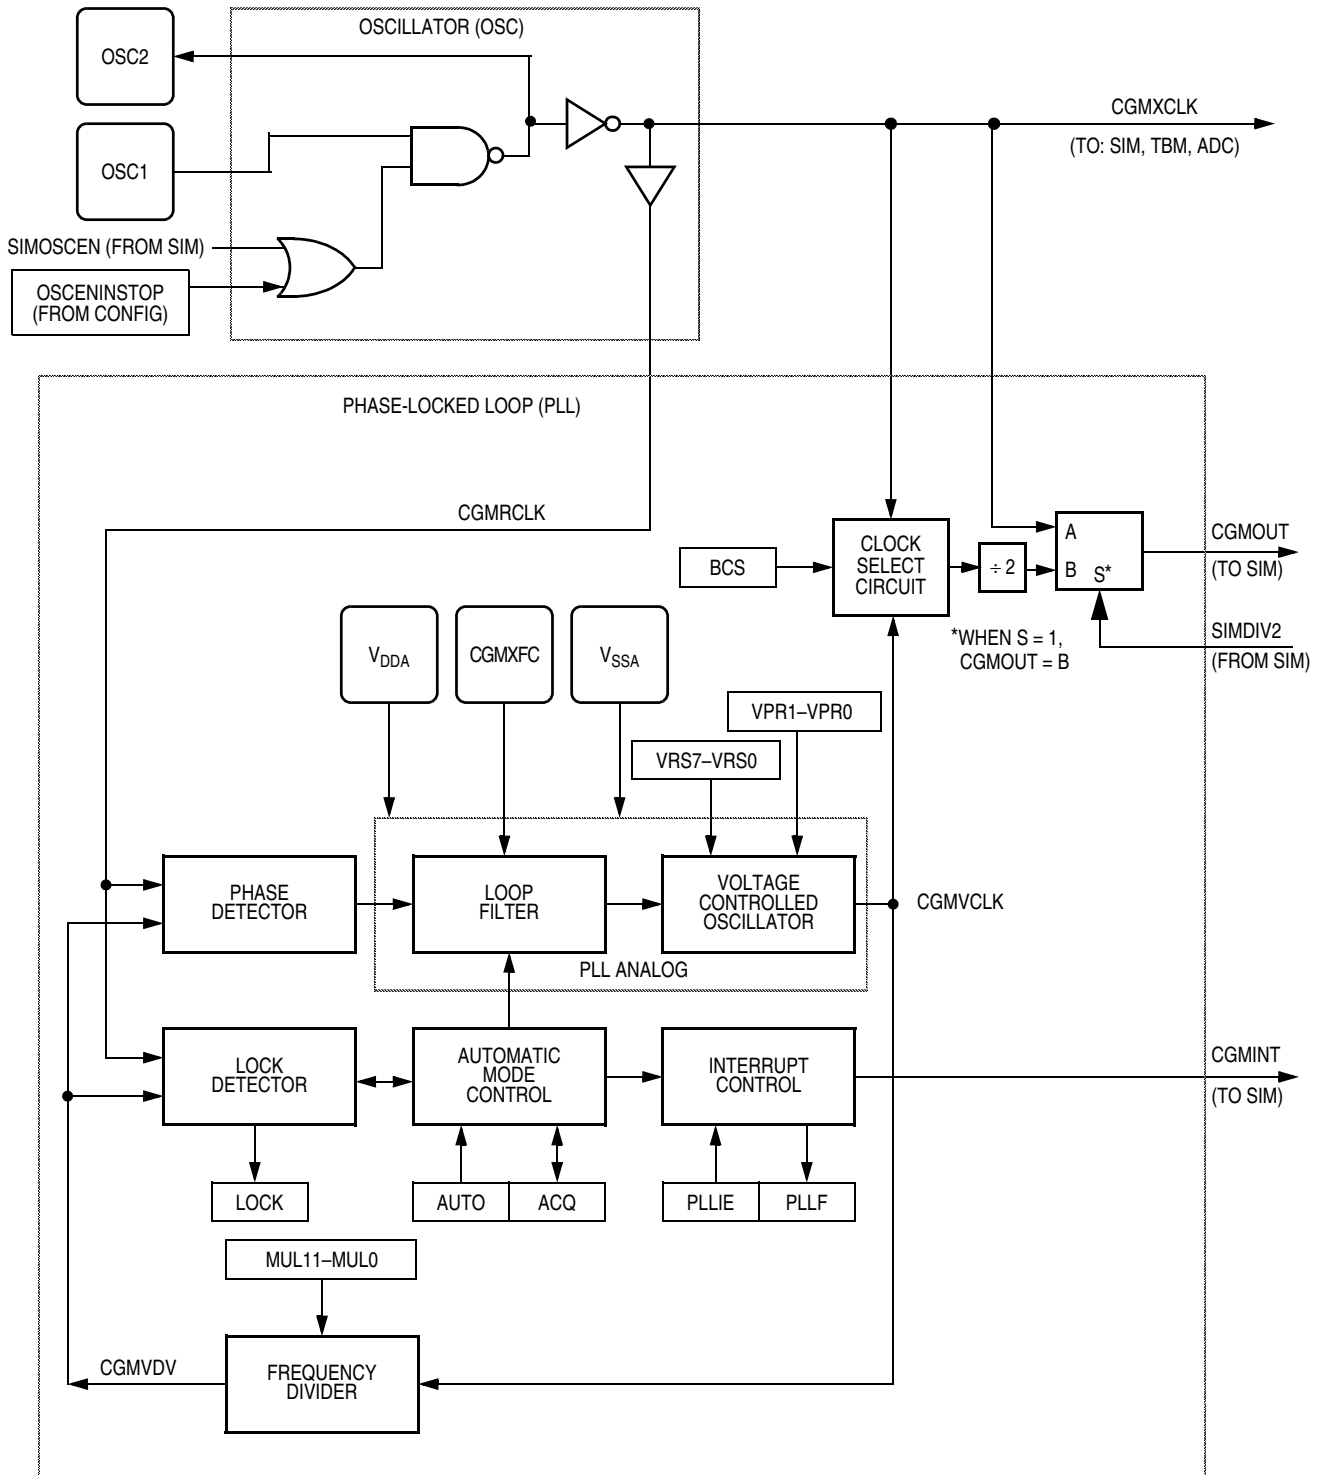 OSCILLATOR (OSC)
OSC2
CGMXCLK
(TO: SIM, TBM, ADC)
OSC1
SIMOSCEN (FROM SIM)
OSCENINSTOP
(FROM CONFIG)
PHASE-LOCKED LOOP (PLL)
CGMRCLK
BCS
CLOCK
SELECT
CIRCUIT
÷ 2
A
B
S*
CGMOUT
(TO SIM)
*WHEN S = 1,
CGMOUT = B
SIMDIV2
(FROM SIM)
VDDA
CGMXFC
VSSA
VPR1–VPR0
VRS7–VRS0
PHASE
DETECTOR
LOOP
FILTER
VOLTAGE
CONTROLLED
OSCILLATOR
CGMVCLK
PLL ANALOG
LOCK
DETECTOR
AUTOMATIC
MODE
CONTROL
INTERRUPT
CONTROL
CGMINT
(TO SIM)
LOCK
AUTO
ACQ
PLLIE
PLLF
MUL11–MUL0
CGMVDV
FREQUENCY
DIVIDER